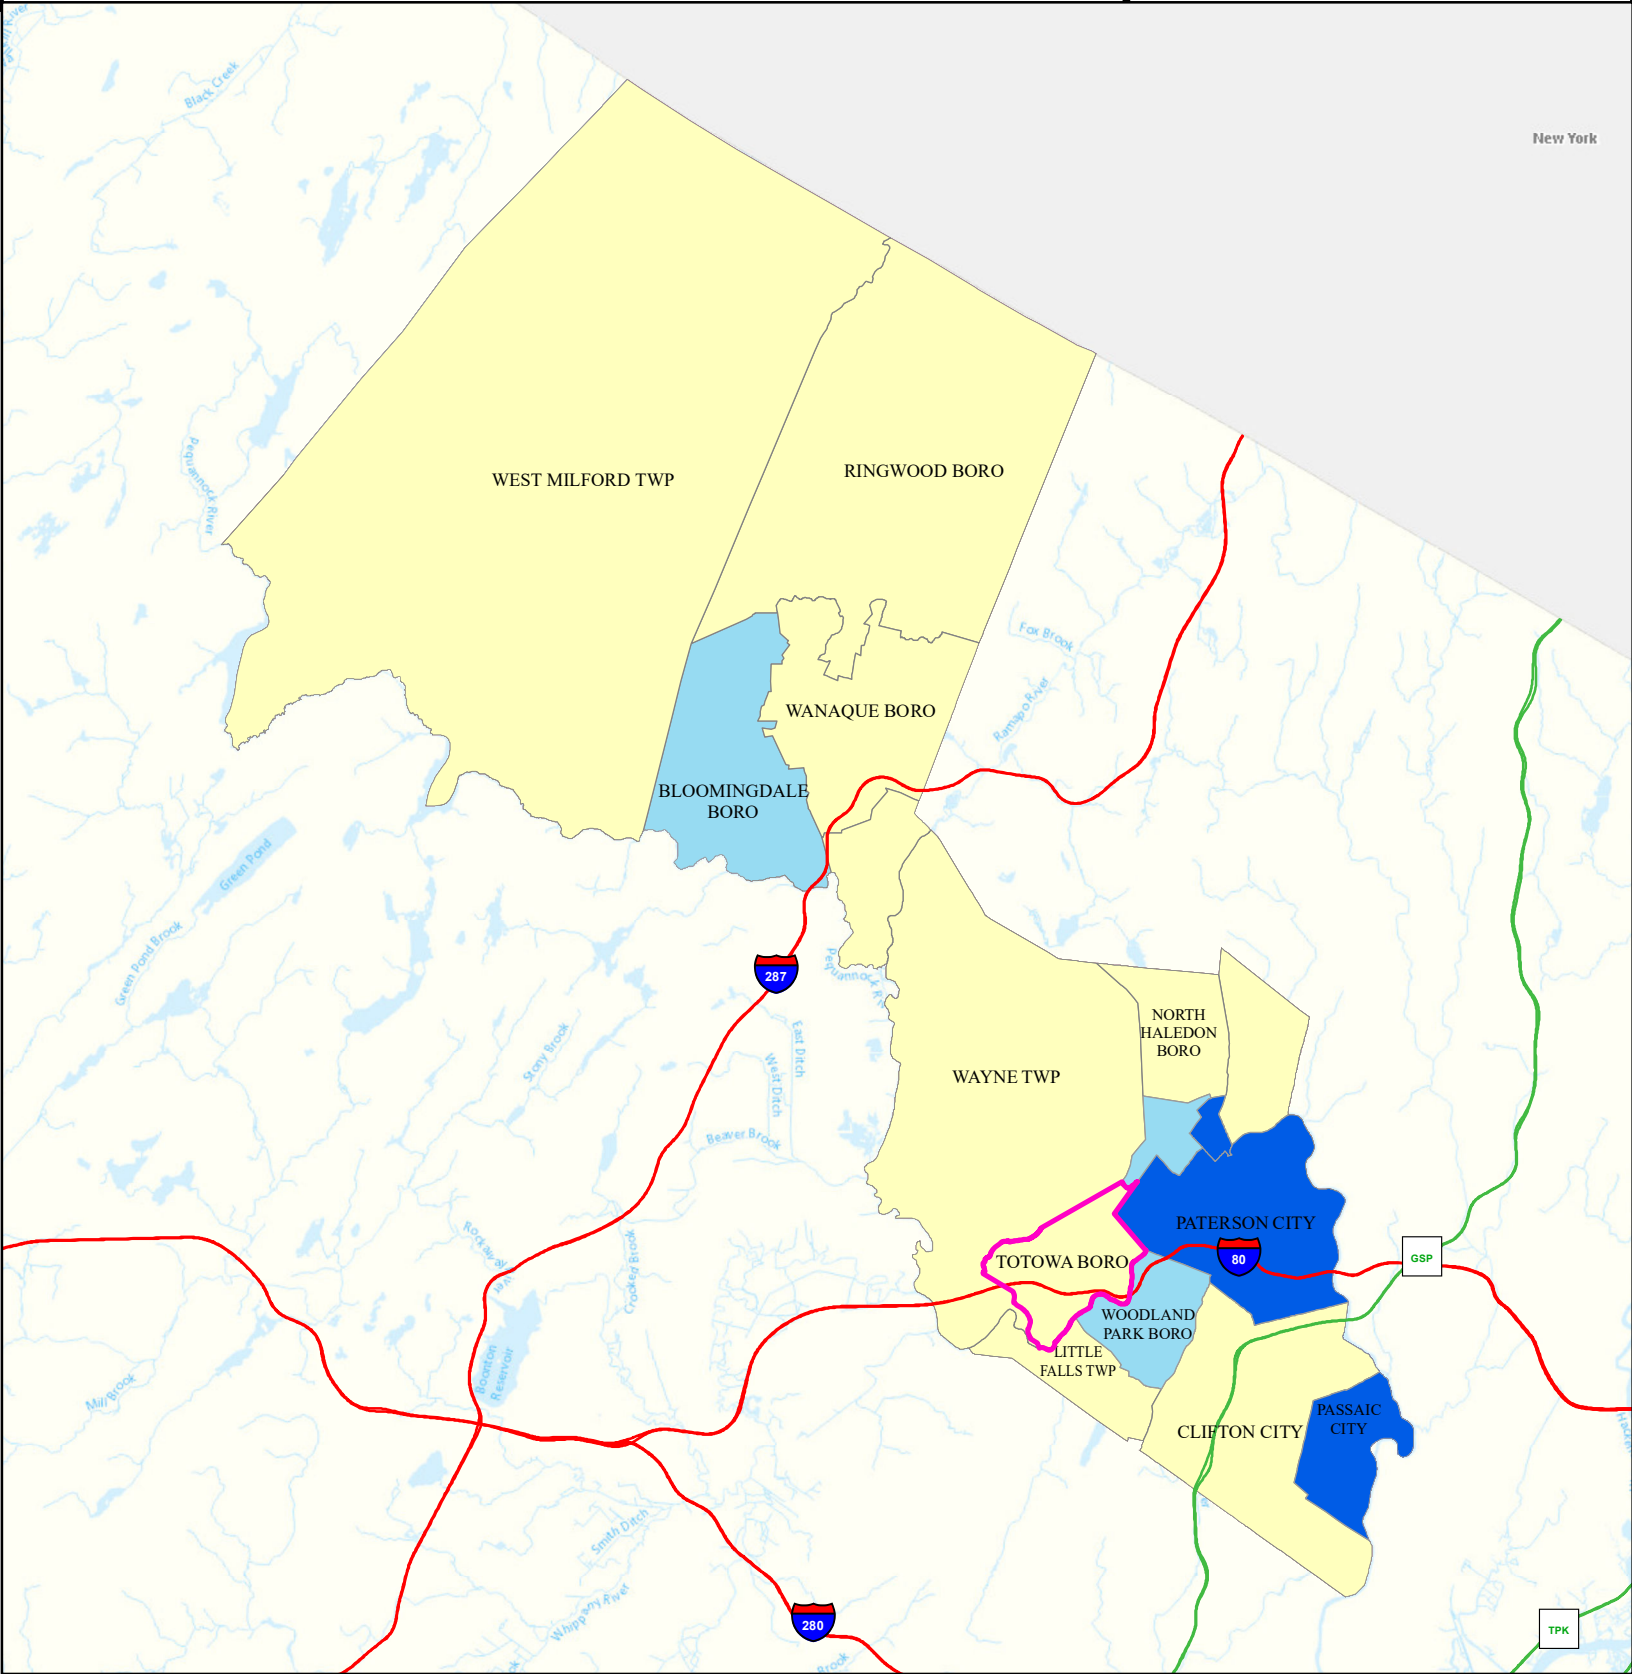 Black Creek
New York
Pequannock River
WEST MILFORD TWP
RINGWOOD BORO
Fox Brook
Ramapo River
WANAQUE BORO
BLOOMINGDALE
BORO
Green Pond
Green Pond Brook
287
Pequannock
Stony Brook
East Ditch
West Ditch
Beaver Brook
NORTH
HALEDON
BORO
WAYNE TWP
PATERSON CITY
80
GSP
TOTOWA BORO
Rockaway
Crooked Brook
WOODLAND
PARK BORO
LITTLE
FALLS TWP
Boonton
Reservoir
Mill Brook
CLIFTON CITY
PASSAIC
CITY
Smith Ditch
Whippany River
280
Brook
TPK